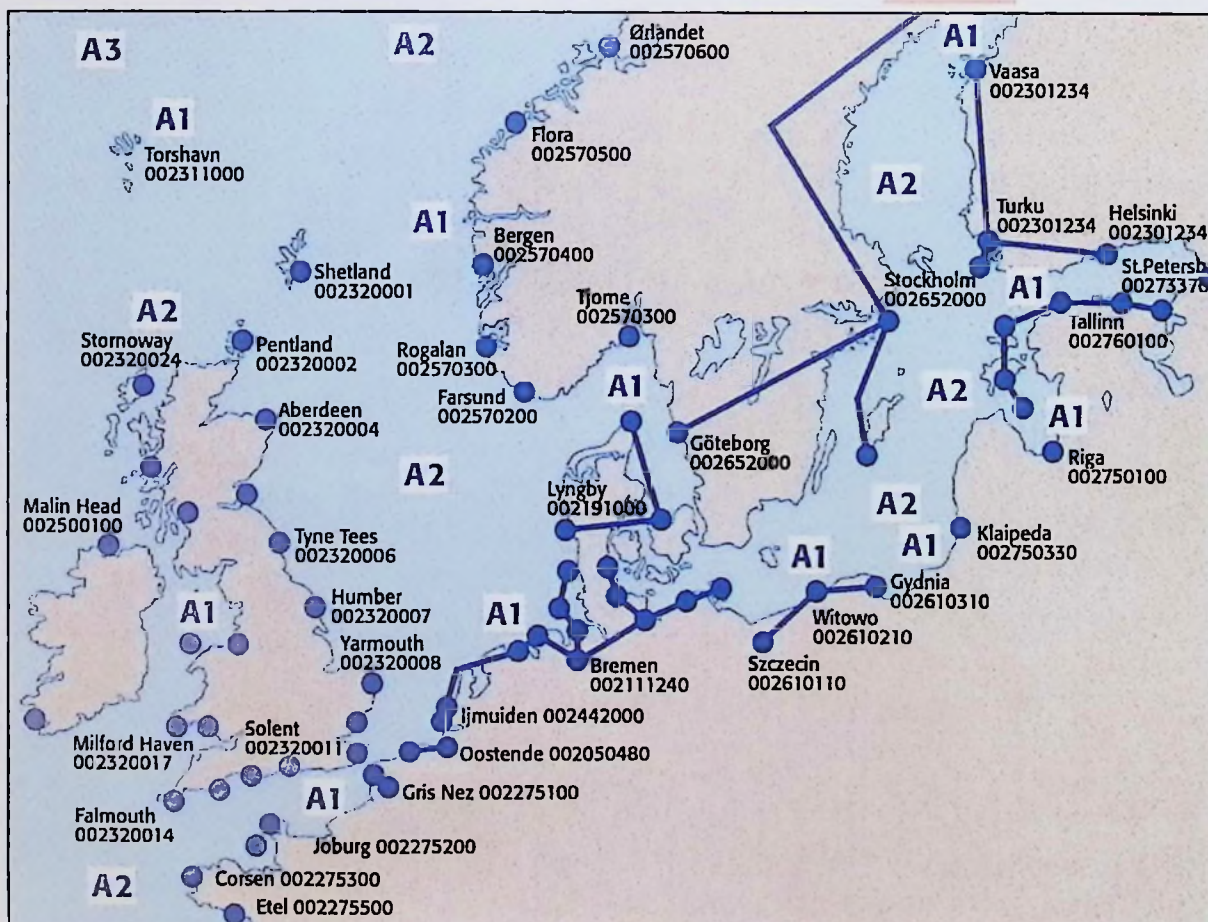 A3
A2
Ørlandet
002570600
A1
Vaasa
002301234
A1
Torshavn
002311000
Flora
002570500
A2
A1
Bergen
002570400
Turku
002301234
Helsinki
002301234
Shetland
002320001
Stockholm
002652000
St.Petersb
00273370
A2
Stornoway
002320024
Pentland
002320002
Tjome
002570300
A1
Tallinn
002760100
Rogalan
002570300
Farsund
002570200
A1
A2
A1
Aberdeen
002320004
Göteborg
002652000
Riga
002750100
A2
Malin Head
002500100
Lyngby
002191000
A2
Tyne Tees
002320006
A1
A1
Klaipeda
002750330
Humber
002320007
A1
A1
Gydnia
002610310
Witowo
002610210
Yarmouth
002320008
Bremen
002111240
Szczecin
002610110
Ijmuiden 002442000
Solent
002320011
Milford Haven
002320017
Oostende 002050480
A1
Gris Nez 002275100
Falmouth
002320014
Joburg 002275200
A2
Corsen 002275300
Etel 002275500